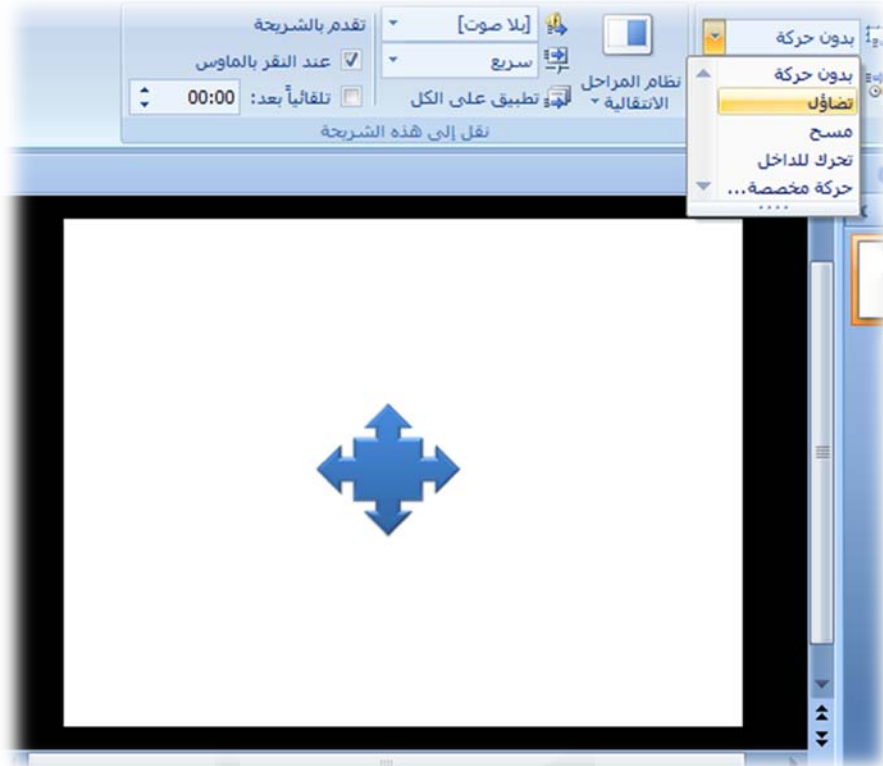 بدون حركة
بدون حركة
تضاؤل
مسح
تحرك للداخل
حركة مخصصة...
نظام المراحل
الانتقالية
[بلا صوت]
سريع
تطبيق على الكل
تقدم بالشريحة
عند النقر بالماوس
تلقائياً بعد: 00:00
نقل إلى هذه الشريحة